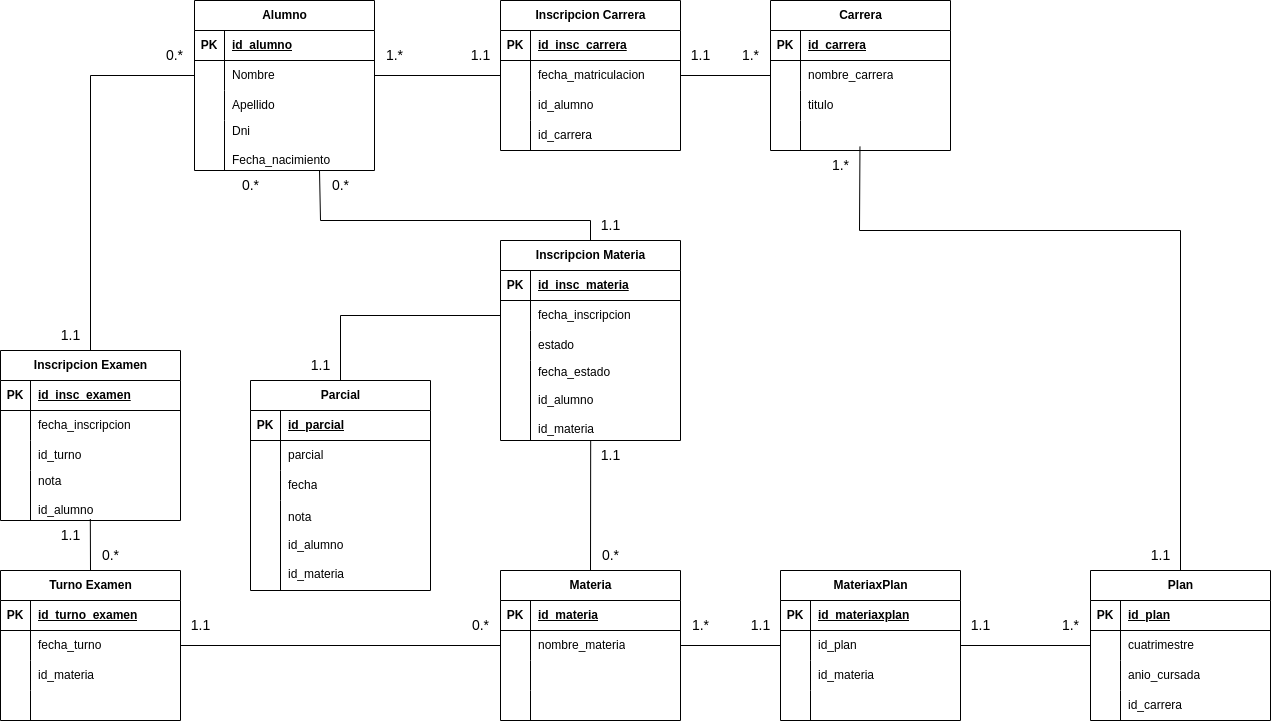 Alumno
PK id_alumno
Nombre
Apellido
Dni
Fecha_nacimiento
0.*
1.*
0.*
0.*
Inscripcion Carrera
PK id_insc_carrera
fecha_matriculacion
id_alumno
id_carrera
1.1
1.1
Carrera
PK id_carrera
nombre_carrera
titulo
1.*
1.*
Inscripcion Materia
PK id_insc_materia
fecha_inscripcion
estado
fecha_estado
id_alumno
id_materia
1.1
1.1
Inscripcion Examen
PK id_insc_examen
fecha_inscripcion
id_turno
nota
id_alumno
1.1
1.1
Parcial
PK id_parcial
parcial
fecha
nota
id_alumno
id_materia
1.1
Turno Examen
PK id_turno_examen
fecha_turno
id_materia
0.*
1.1
Materia
PK id_materia
nombre_materia
0.*
0.*
1.*
MateriaxPlan
PK id_materiaxplan
id_plan
id_materia
1.1
1.1
Plan
PK id_plan
cuatrimestre
anio_cursada
id_carrera
1.1
1.*